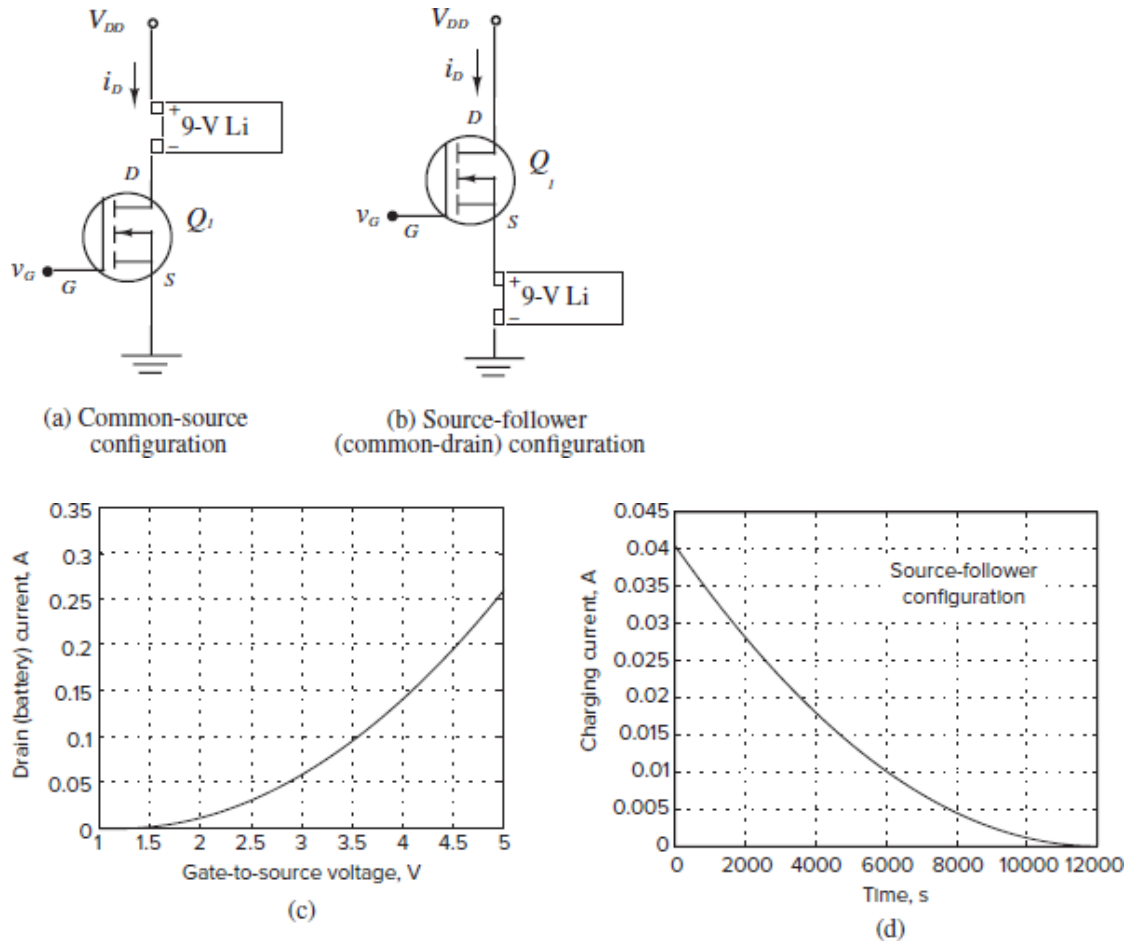 V_DD
i_D
+
9-V Li
–
D
Q_1
v_G
G
S
(a) Common-source
configuration
V_DD
i_D
D
Q_1
v_G
G
S
+
9-V Li
–
(b) Source-follower
(common-drain) configuration
Drain (battery) current, A
0.35
0.3
0.25
0.2
0.15
0.1
0.05
0
1 1.5 2 2.5 3 3.5 4 4.5 5
Gate-to-source voltage, V
(c)
Charging current, A
0.045
0.04
0.035
0.03
0.025
0.02
0.015
0.01
0.005
0
Source-follower
configuration
0 2000 4000 6000 8000 10000 12000
Time, s
(d)